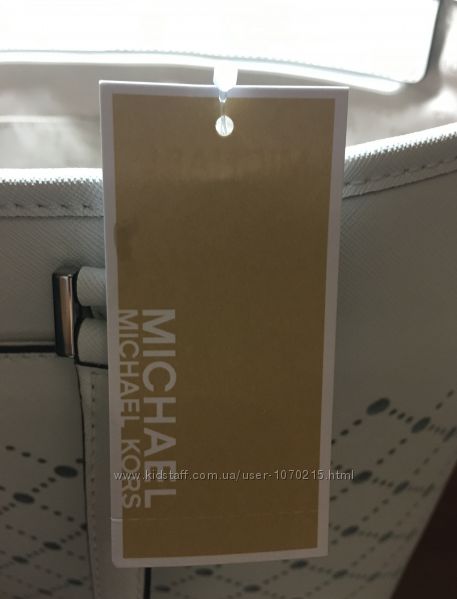 MICHAEL
MICHAEL KORS
www.kidstaff.com.ua/user-1070215.html